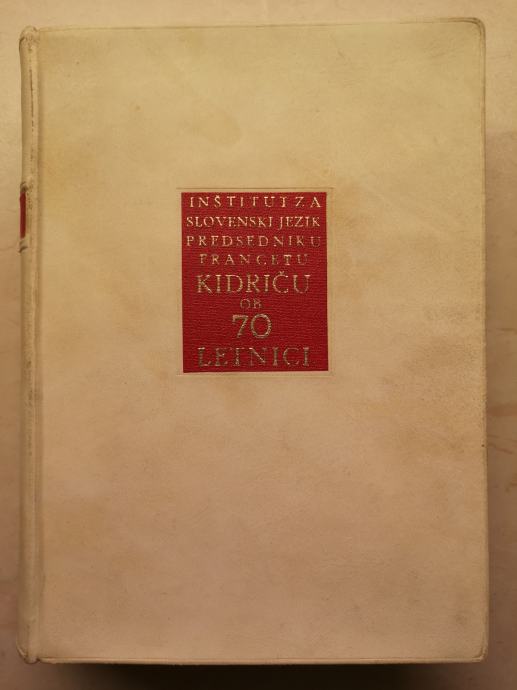 INŠTITUT ZA
SLOVENSKI JEZIK
PREDSEDNIKU
FRANCETU
KIDRIČU
OB
70
LETNICI